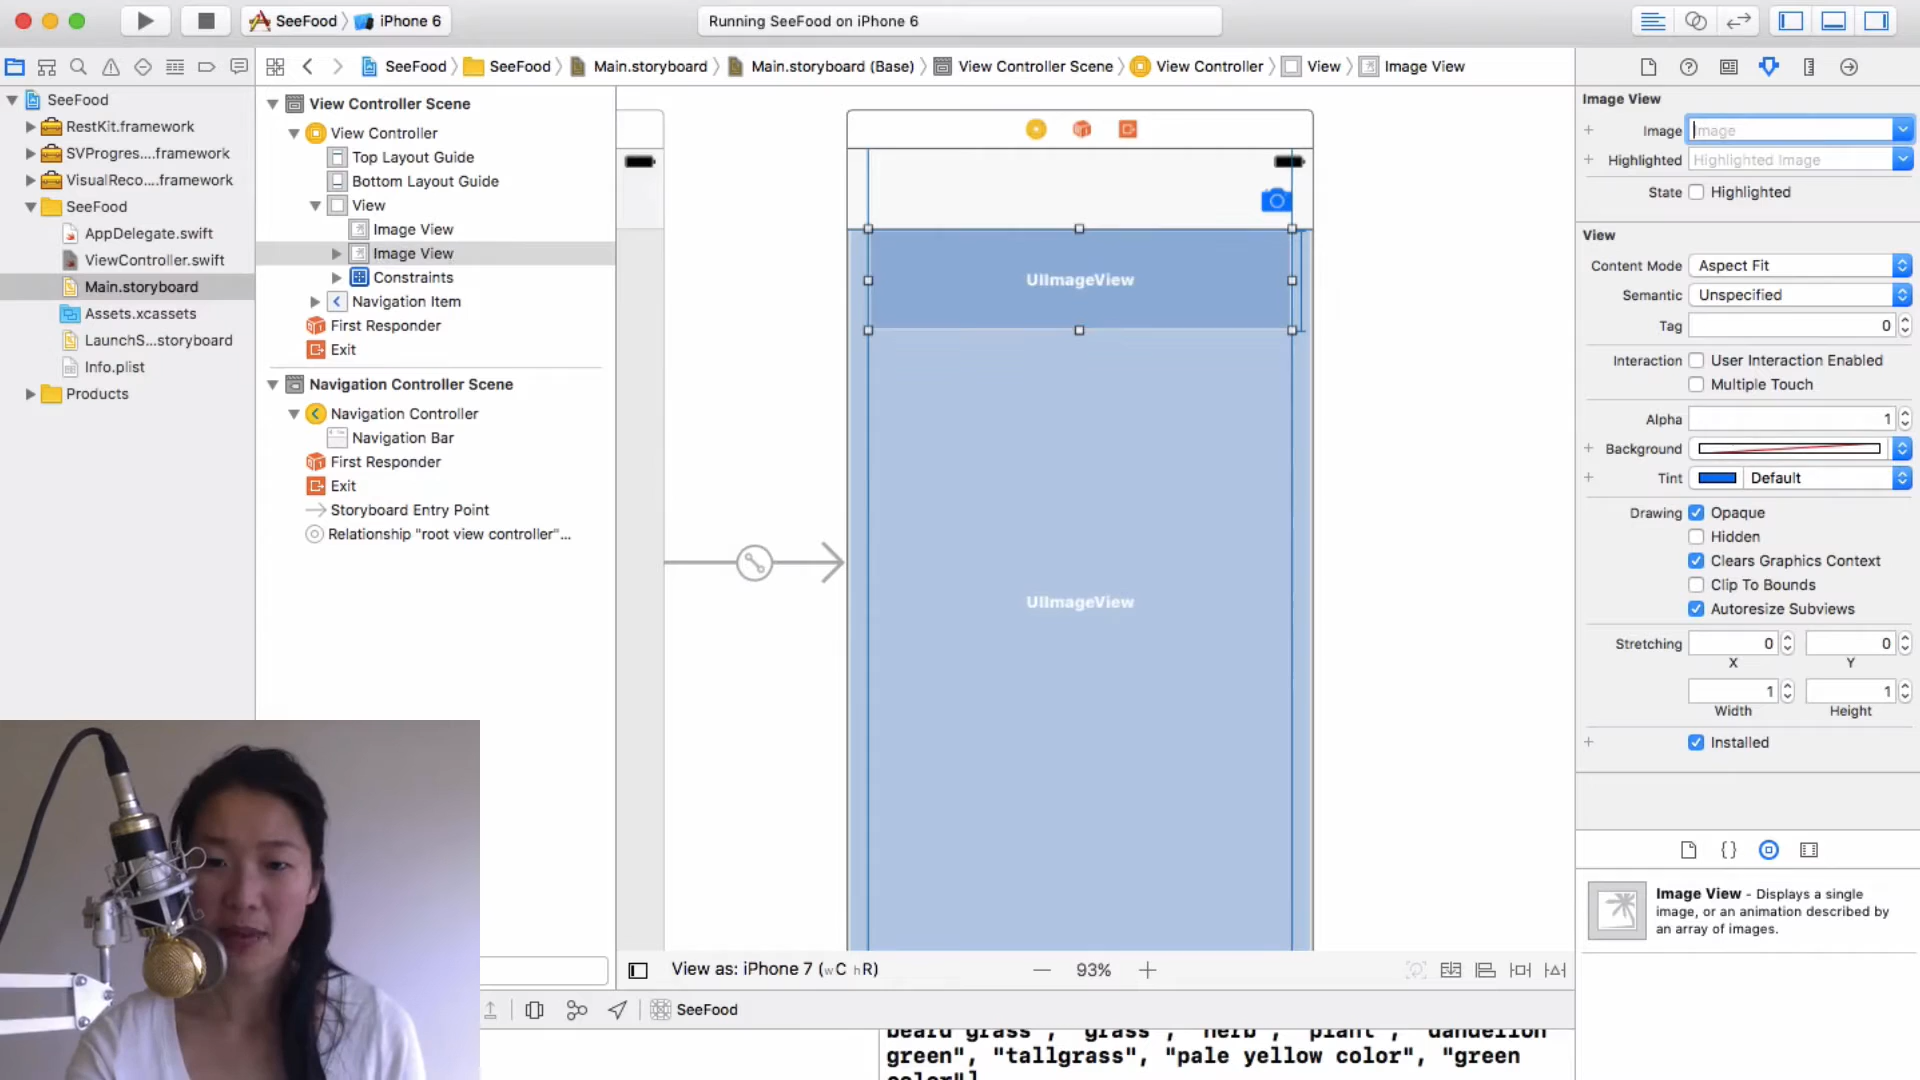 SeeFood
iPhone 6
Running SeeFood on iPhone 6
SeeFood
SeeFood
Main.storyboard
Main.storyboard (Base)
View Controller Scene
View Controller
View
Image View
SeeFood
RestKit.framework
SVProgres....framework
VisualReco....framework
SeeFood
AppDelegate.swift
ViewController.swift
Main.storyboard
Assets.xcassets
LaunchS...storyboard
Info.plist
Products
View Controller Scene
View Controller
Top Layout Guide
Bottom Layout Guide
View
Image View
Image View
Constraints
Navigation Item
First Responder
Exit
Navigation Controller Scene
Navigation Controller
Navigation Bar
First Responder
Exit
Storyboard Entry Point
Relationship "root view controller"...
UIImageView
UIImageView
View as: iPhone 7 (wC hR)
93%
SeeFood
beard grass", "grass", "herb", "plant", "dandelion
green", "tallgrass", "pale yellow color", "green
color"]
Image View
Image
Image
Highlighted
Highlighted Image
State
Highlighted
View
Content Mode
Aspect Fit
Semantic
Unspecified
Tag
0
Interaction
User Interaction Enabled
Multiple Touch
Alpha
1
Background
Tint
Default
Drawing
Opaque
Hidden
Clears Graphics Context
Clip To Bounds
Autoresize Subviews
Stretching
0
0
X
Y
1
1
Width
Height
Installed
Image View - Displays a single
image, or an animation described by
an array of images.